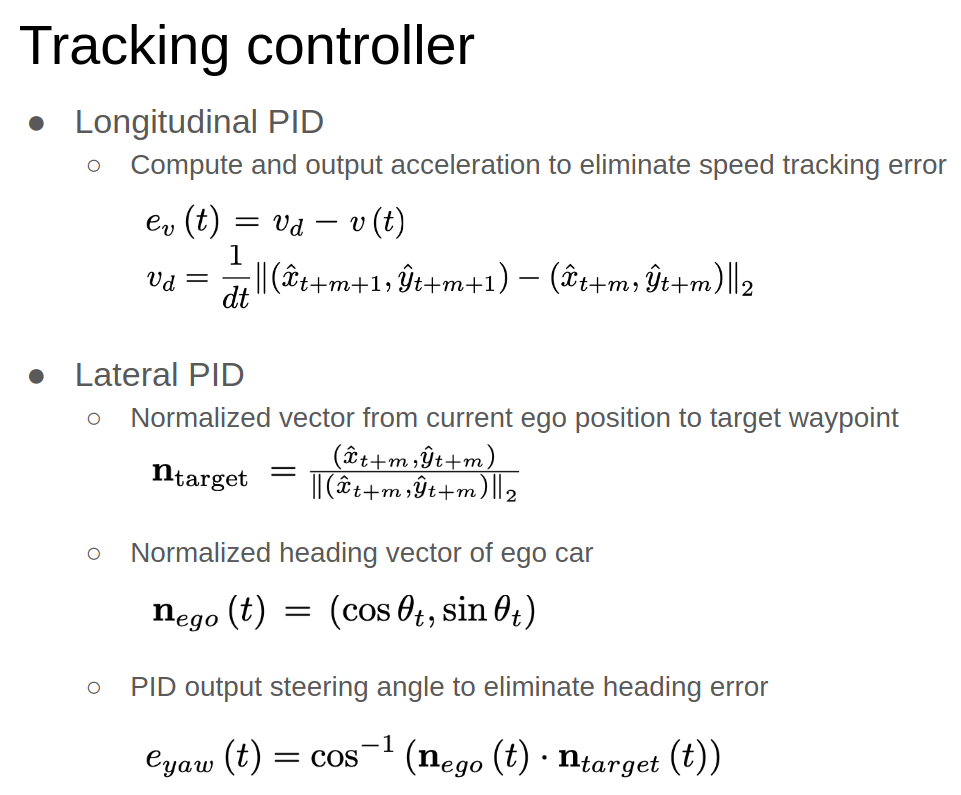 Tracking controller
● Longitudinal PID
○ Compute and output acceleration to eliminate speed tracking error
$e_v(t) = v_d - v(t)$
$v_d = \frac{1}{dt} \|(\hat{x}_{t+m+1}, \hat{y}_{t+m+1}) - (\hat{x}_{t+m}, \hat{y}_{t+m})\|_2$
● Lateral PID
○ Normalized vector from current ego position to target waypoint
$\mathbf{n}_{\text{target}} = \frac{(\hat{x}_{t+m}, \hat{y}_{t+m})}{\|(\hat{x}_{t+m}, \hat{y}_{t+m})\|_2}$
○ Normalized heading vector of ego car
$\mathbf{n}_{ego}(t) = (\cos\theta_t, \sin\theta_t)$
○ PID output steering angle to eliminate heading error
$e_{yaw}(t) = \cos^{-1}(\mathbf{n}_{ego}(t) \cdot \mathbf{n}_{target}(t))$